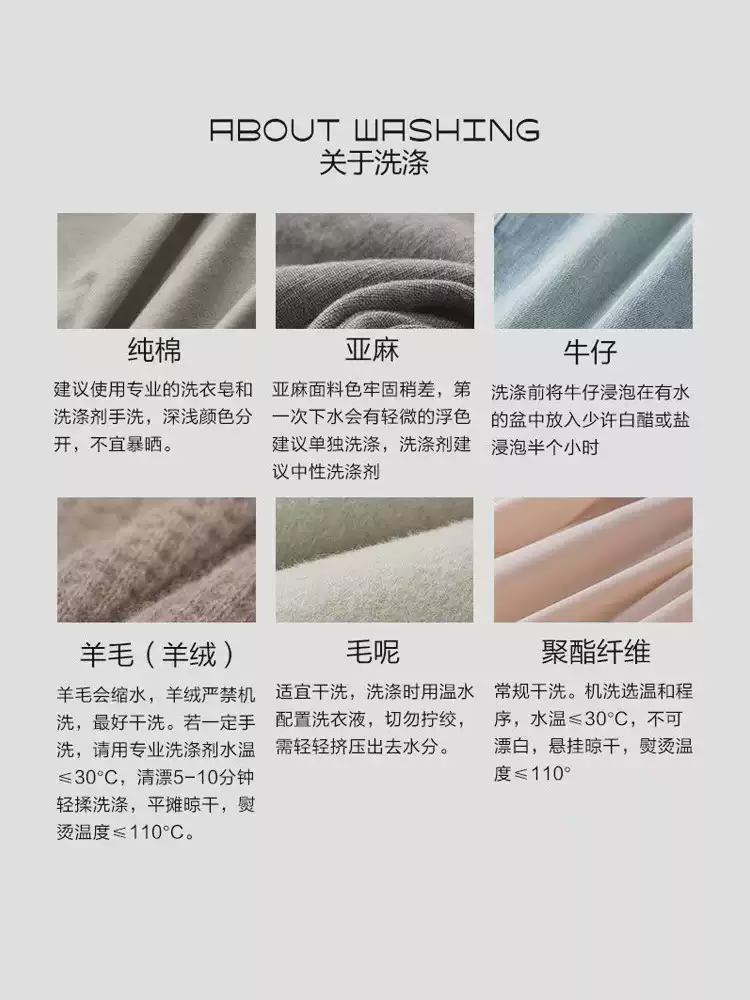 ABOUT WASHING
关于洗涤
纯棉
建议使用专业的洗衣皂和
洗涤剂手洗，深浅颜色分
开，不宜暴晒。
亚麻
亚麻面料色牢固稍差，第
一次下水会有轻微的浮色
建议单独洗涤，洗涤剂建
议中性洗涤剂
牛仔
洗涤前将牛仔浸泡在有水
的盆中放入少许白醋或盐
浸泡半个小时
羊毛（羊绒）
羊毛会缩水，羊绒严禁机
洗，最好干洗。若一定手
洗，请用专业洗涤剂水温
≤30°C，清漂5-10分钟
轻揉洗涤，平摊晾干，熨
烫温度≤110°C。
毛呢
适宜干洗，洗涤时用温水
配置洗衣液，切勿拧绞，
需轻轻挤压出去水分。
聚酯纤维
常规干洗。机洗选温和程
序，水温≤30°C，不可
漂白，悬挂晾干，熨烫温
度≤110°